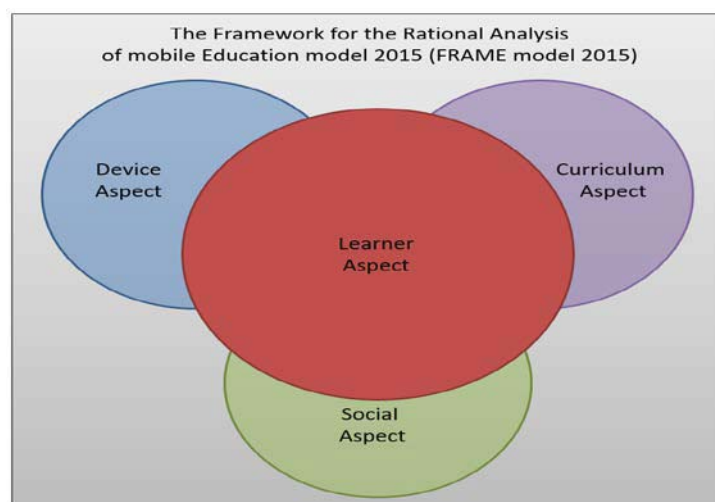 The Framework for the Rational Analysis
of mobile Education model 2015 (FRAME model 2015)
Device
Aspect
Curriculum
Aspect
Learner
Aspect
Social
Aspect